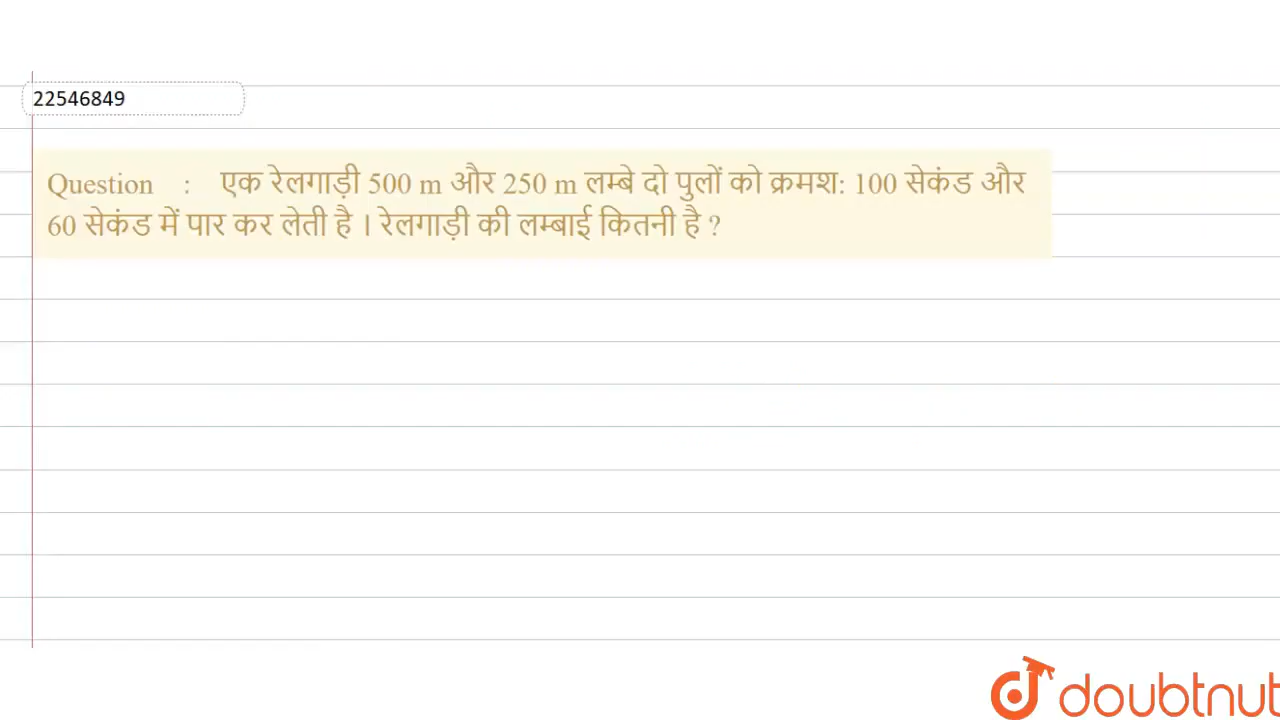 22546849
Question : एक रेलगाड़ी 500 m और 250 m लम्बे दो पुलों को क्रमश: 100 सेकंड और
60 सेकंड में पार कर लेती है । रेलगाड़ी की लम्बाई कितनी है ?
doubtnut